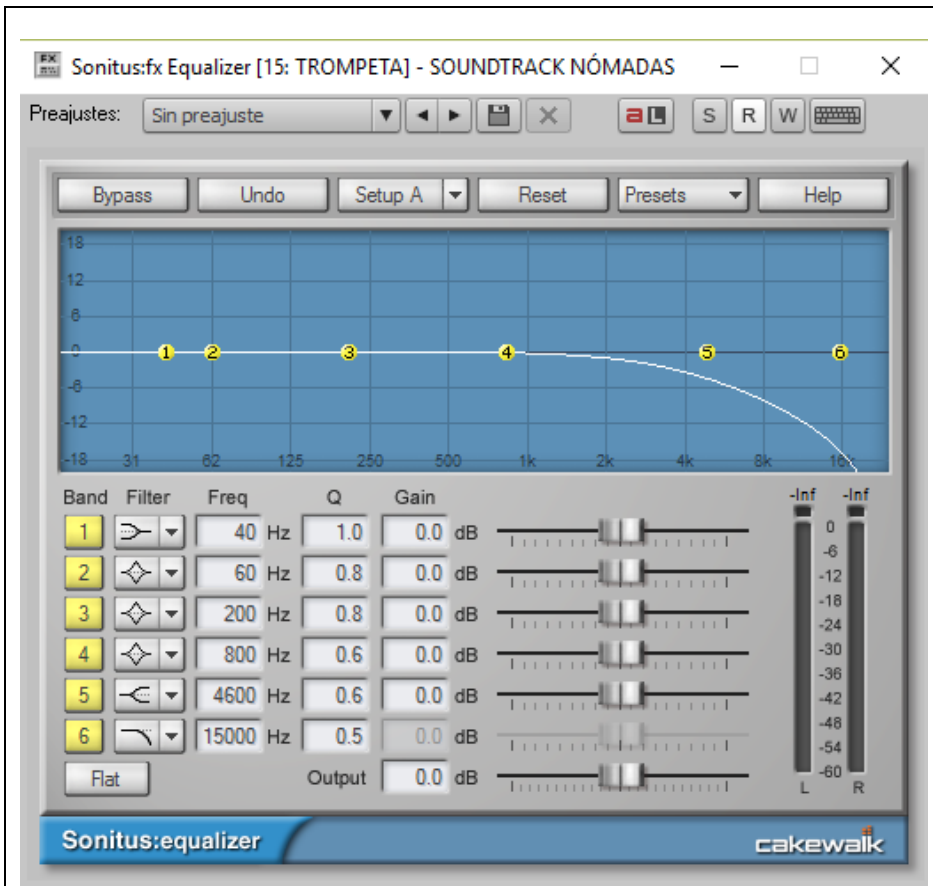 Sonitus:fx Equalizer [15: TROMPETA] - SOUNDTRACK NÓMADAS
Preajustes: Sin preajuste a L S R W
Bypass Undo Setup A Reset Presets Help
18
12
6
0 1 2 3 4 5 6
-6
-12
-18 31 62 125 250 500 1k 2k 4k 8k 16k
Band Filter Freq Q Gain
1 40 Hz 1.0 0.0 dB
2 60 Hz 0.8 0.0 dB
3 200 Hz 0.8 0.0 dB
4 800 Hz 0.6 0.0 dB
5 4600 Hz 0.6 0.0 dB
6 15000 Hz 0.5 0.0 dB
Flat Output 0.0 dB
-Inf -Inf
0
-6
-12
-18
-24
-30
-36
-42
-48
-54
-60
L R
Sonitus:equalizer cakewalk